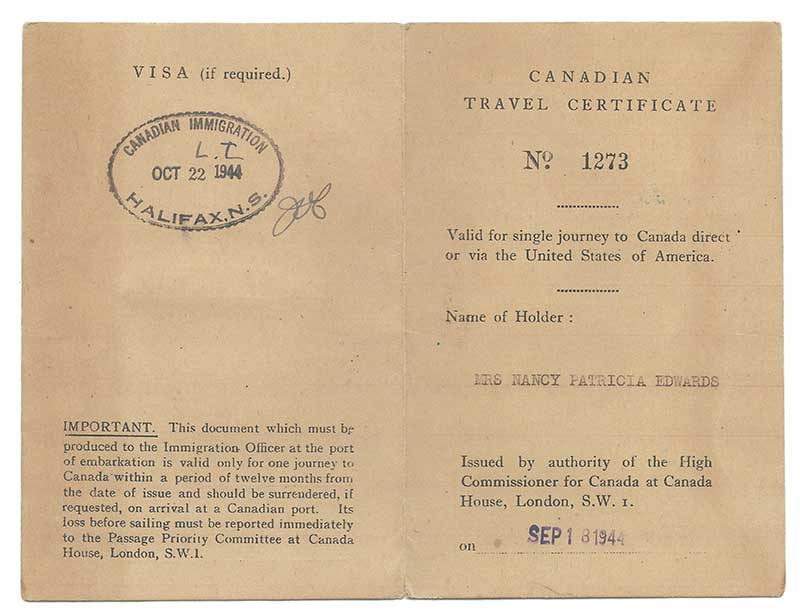 VISA (if required.)
CANADIAN IMMIGRATION
L.I
OCT 22 1944
HALIFAX, N.S.
IMPORTANT. This document which must be
produced to the Immigration Officer at the port
of embarkation is valid only for one journey to
Canada within a period of twelve months from
the date of issue and should be surrendered, if
requested, on arrival at a Canadian port. Its
loss before sailing must be reported immediately
to the Passage Priority Committee at Canada
House, London, S.W.1.
CANADIAN
TRAVEL CERTIFICATE
No 1273
Valid for single journey to Canada direct
or via the United States of America.
Name of Holder :
MRS NANCY PATRICIA EDWARDS
Issued by authority of the High
Commissioner for Canada at Canada
House, London, S.W. 1.
on SEP 18 1944